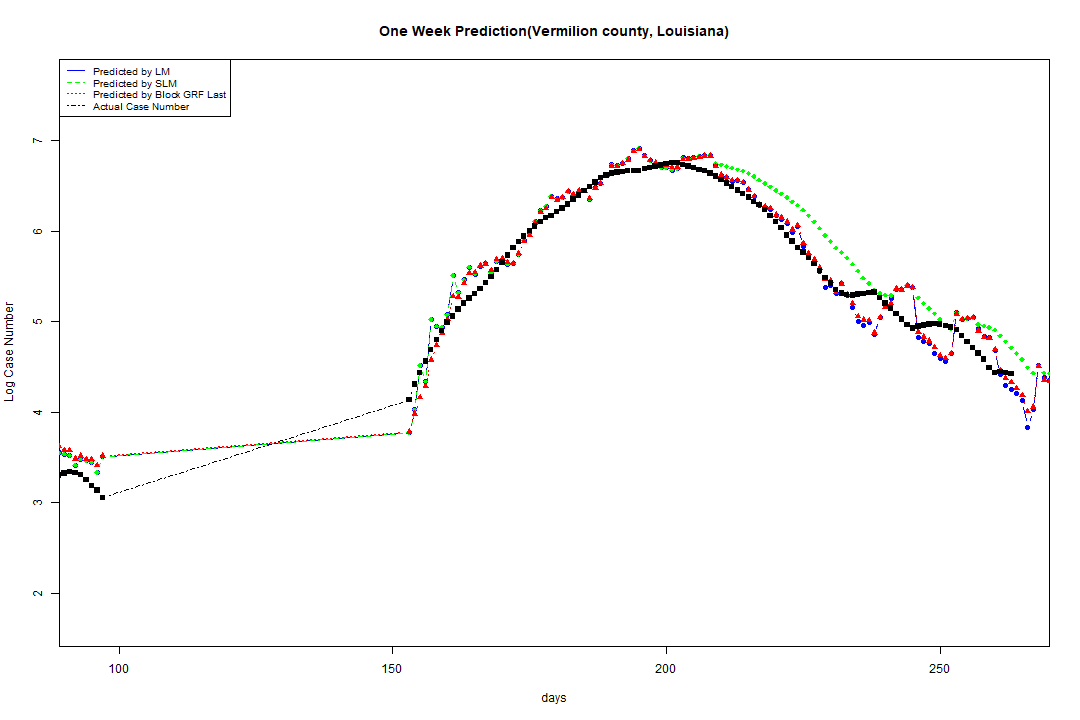 One Week Prediction(Vermilion county, Louisiana)
Predicted by LM
Predicted by SLM
Predicted by Block GRF Last
Actual Case Number
7
6
5
4
3
2
Log Case Number
100 150 200 250
days